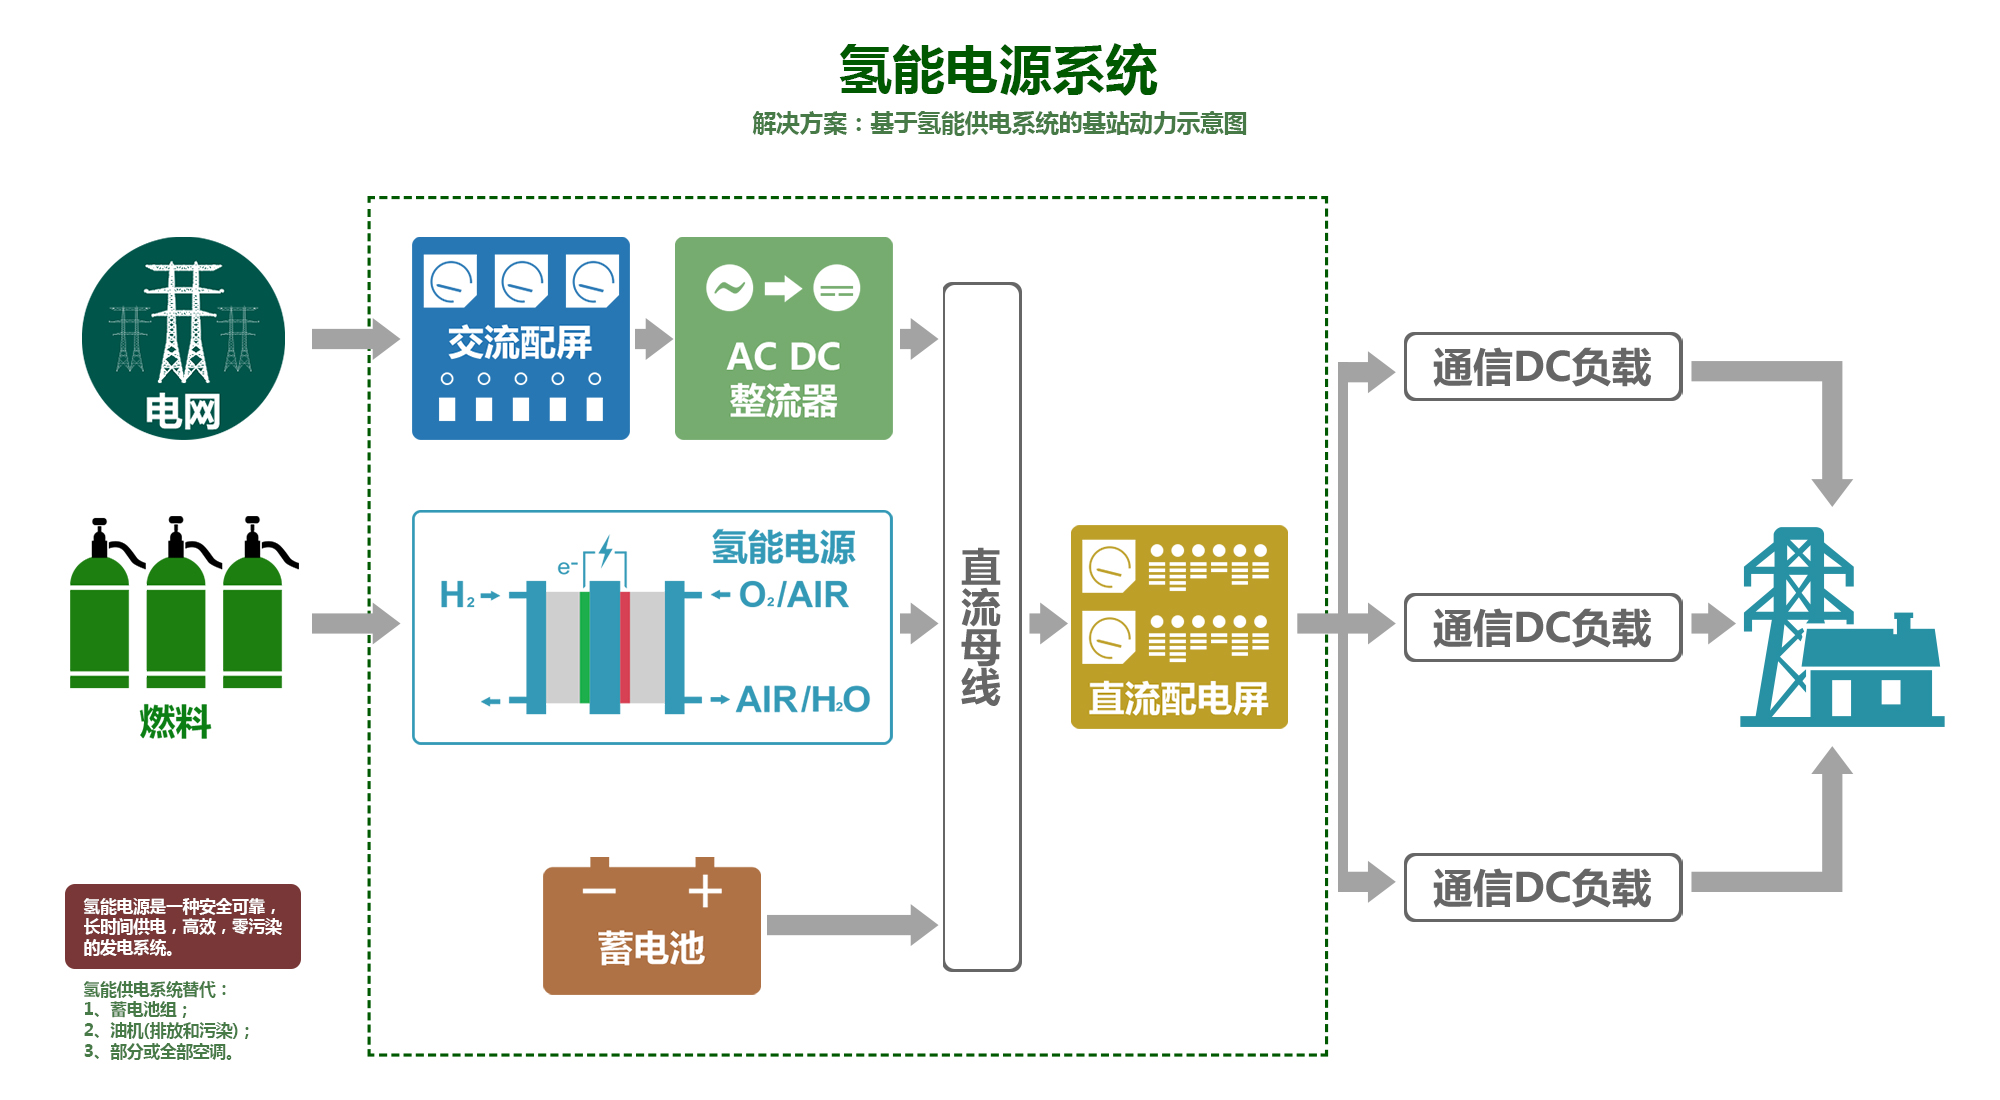 氢能电源系统
解决方案：基于氢能供电系统的基站动力示意图
电网
交流配屏
AC DC
整流器
燃料
氢能电源
e-
H₂
O₂/AIR
AIR/H₂O
直流母线
直流配电屏
蓄电池
通信DC负载
通信DC负载
通信DC负载
氢能电源是一种安全可靠，
长时间供电，高效，零污染
的发电系统。
氢能供电系统替代：
1、蓄电池组；
2、油机(排放和污染)；
3、部分或全部空调。